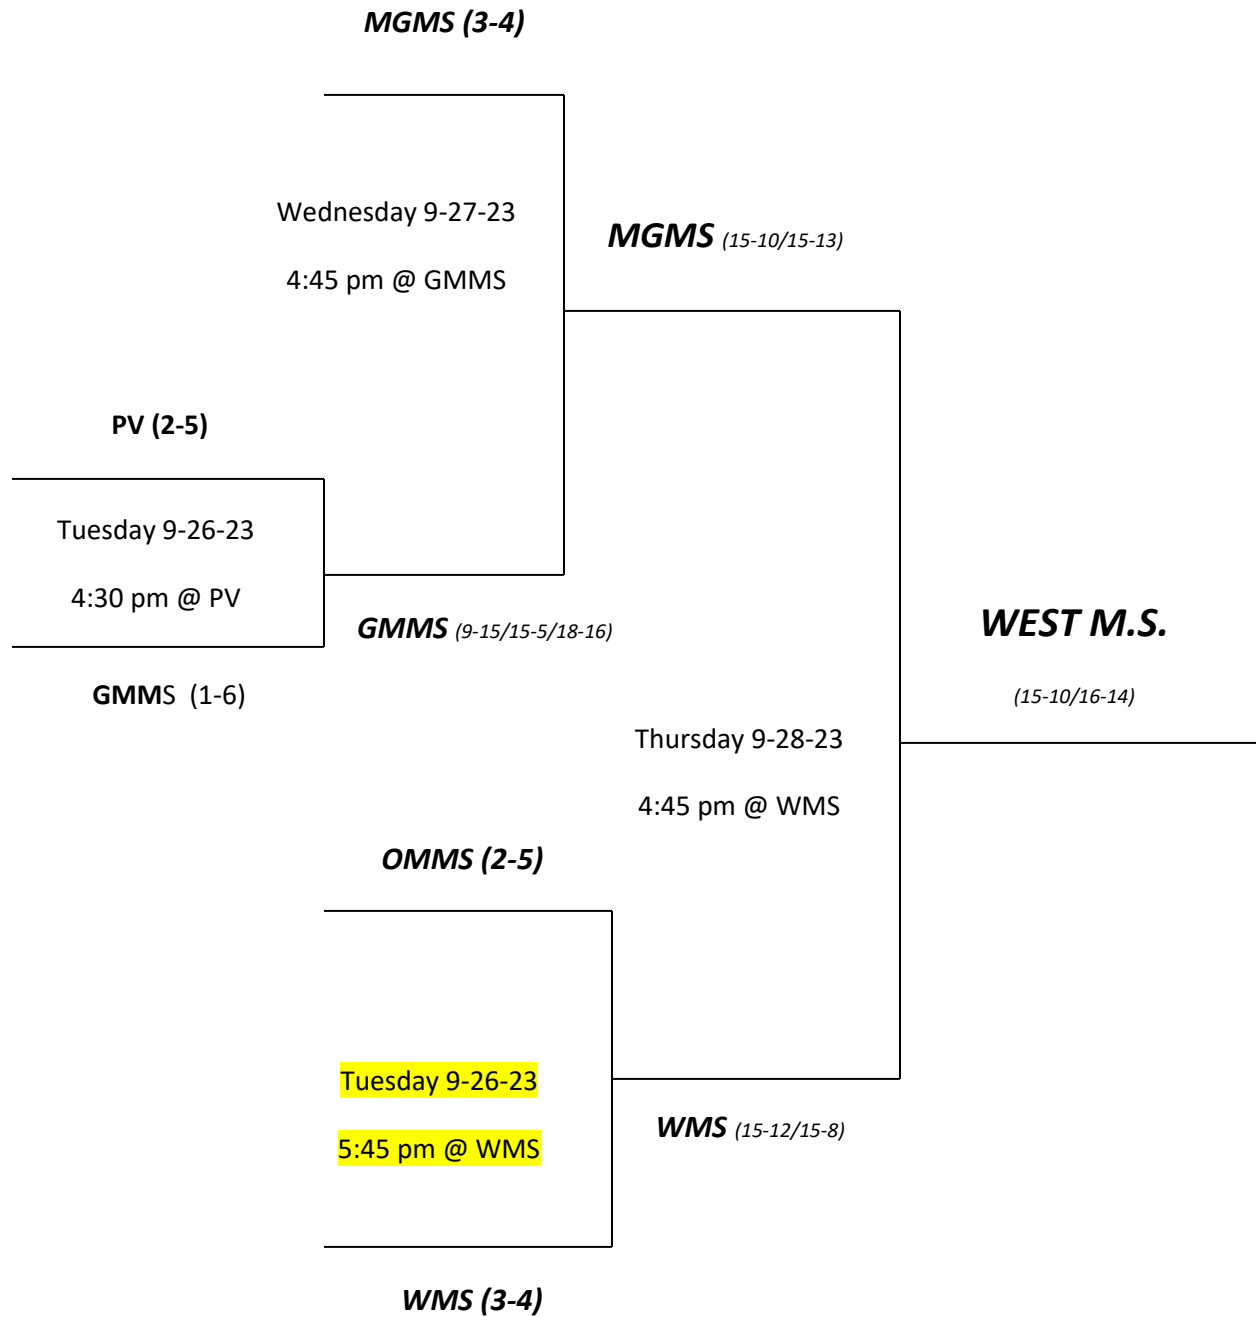 MGMS (3-4)
Wednesday 9-27-23
4:45 pm @ GMMS
MGMS (15-10/15-13)
PV (2-5)
Tuesday 9-26-23
4:30 pm @ PV
GMMS (9-15/15-5/18-16)
GMMS (1-6)
WEST M.S.
(15-10/16-14)
Thursday 9-28-23
4:45 pm @ WMS
OMMS (2-5)
Tuesday 9-26-23
5:45 pm @ WMS
WMS (15-12/15-8)
WMS (3-4)